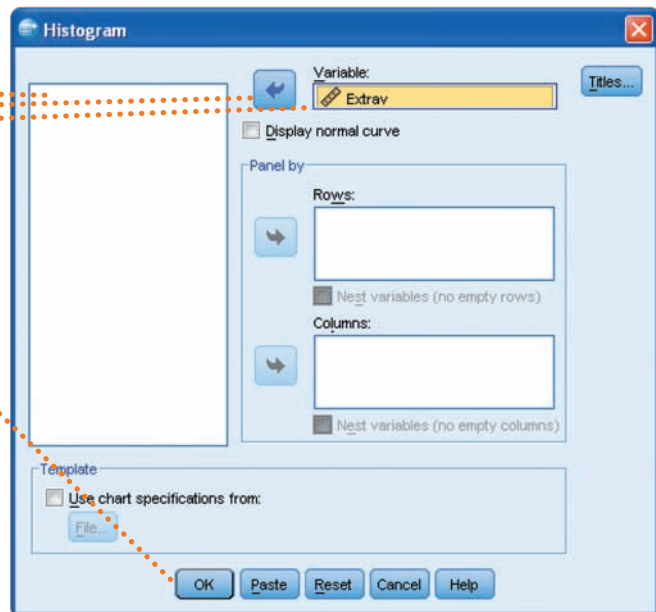 Histogram
Variable:
Titles...
Extrav
Display normal curve
Panel by
Rows:
Nest variables (no empty rows)
Columns:
Nest variables (no empty columns)
Template
Use chart specifications from:
File...
OK Paste Reset Cancel Help